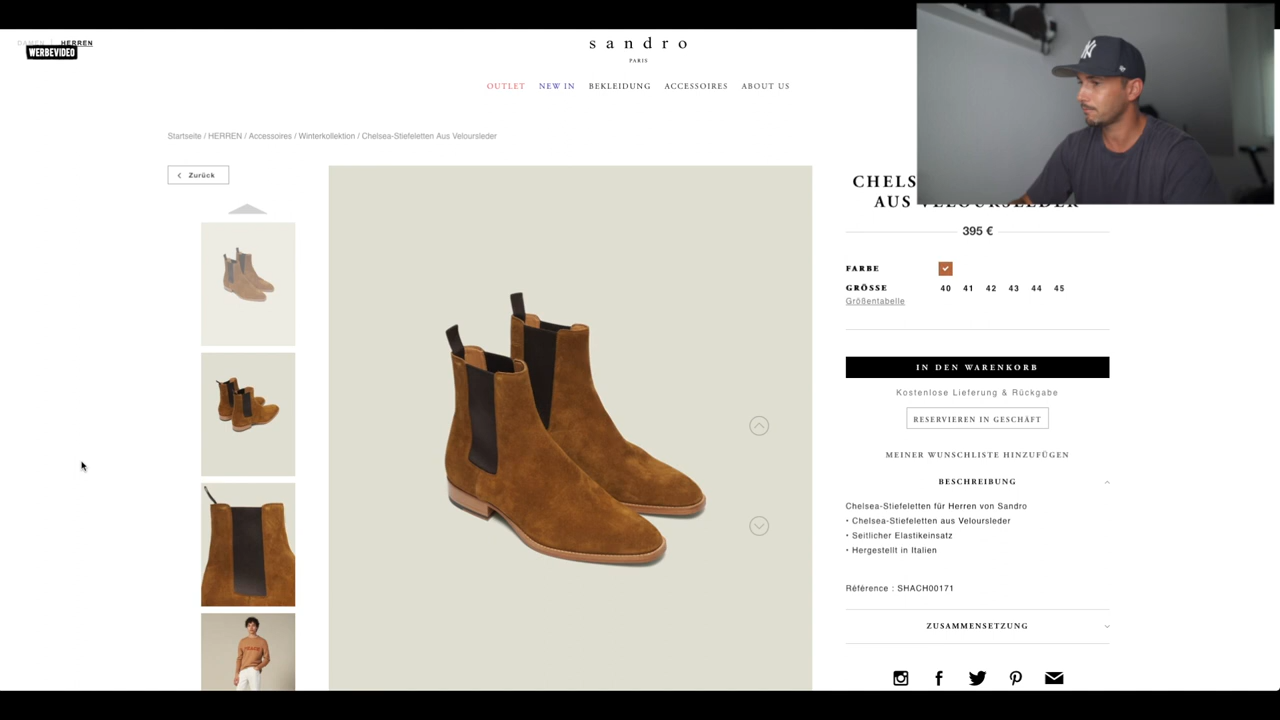 DAMEN | HERREN
WERBEVIDEO
sandro
PARIS
OUTLET NEW IN BEKLEIDUNG ACCESSOIRES ABOUT US
Startseite / HERREN / Accessoires / Winterkollektion / Chelsea-Stiefeletten Aus Veloursleder
Zurück
CHELS
AUS VELOURSLEDER
395 €
FARBE
GRÖSSE 40 41 42 43 44 45
Größentabelle
IN DEN WARENKORB
Kostenlose Lieferung & Rückgabe
RESERVIEREN IN GESCHÄFT
MEINER WUNSCHLISTE HINZUFÜGEN
BESCHREIBUNG
Chelsea-Stiefeletten für Herren von Sandro
• Chelsea-Stiefeletten aus Veloursleder
• Seitlicher Elastikeinsatz
• Hergestellt in Italien
Référence : SHACH00171
ZUSAMMENSETZUNG